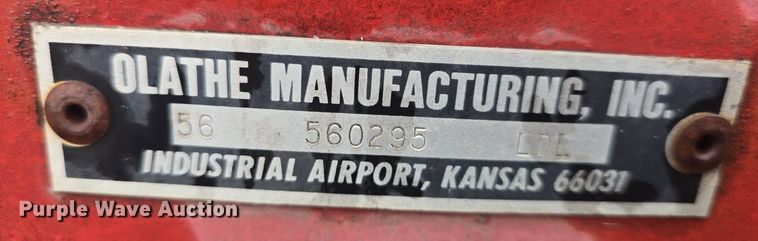 OLATHE MANUFACTURING, INC.
56 560295
INDUSTRIAL AIRPORT, KANSAS 66031
Purple Wave Auction